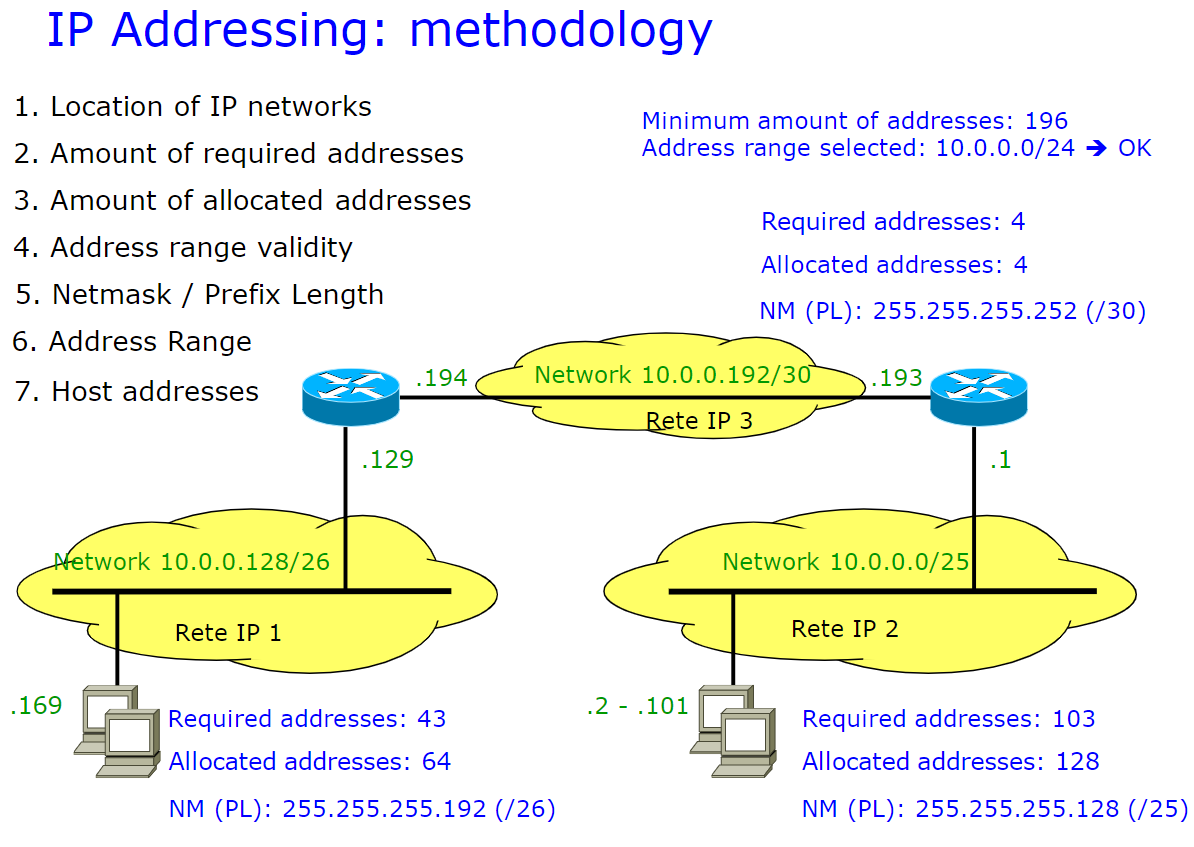 IP Addressing: methodology
1. Location of IP networks
2. Amount of required addresses
3. Amount of allocated addresses
4. Address range validity
5. Netmask / Prefix Length
6. Address Range
7. Host addresses
Minimum amount of addresses: 196
Address range selected: 10.0.0.0/24 ➔ OK
Required addresses: 4
Allocated addresses: 4
NM (PL): 255.255.255.252 (/30)
.194
Network 10.0.0.192/30
.193
Rete IP 3
.129
.1
Network 10.0.0.128/26
Rete IP 1
Network 10.0.0.0/25
Rete IP 2
.169
Required addresses: 43
Allocated addresses: 64
NM (PL): 255.255.255.192 (/26)
.2 - .101
Required addresses: 103
Allocated addresses: 128
NM (PL): 255.255.255.128 (/25)